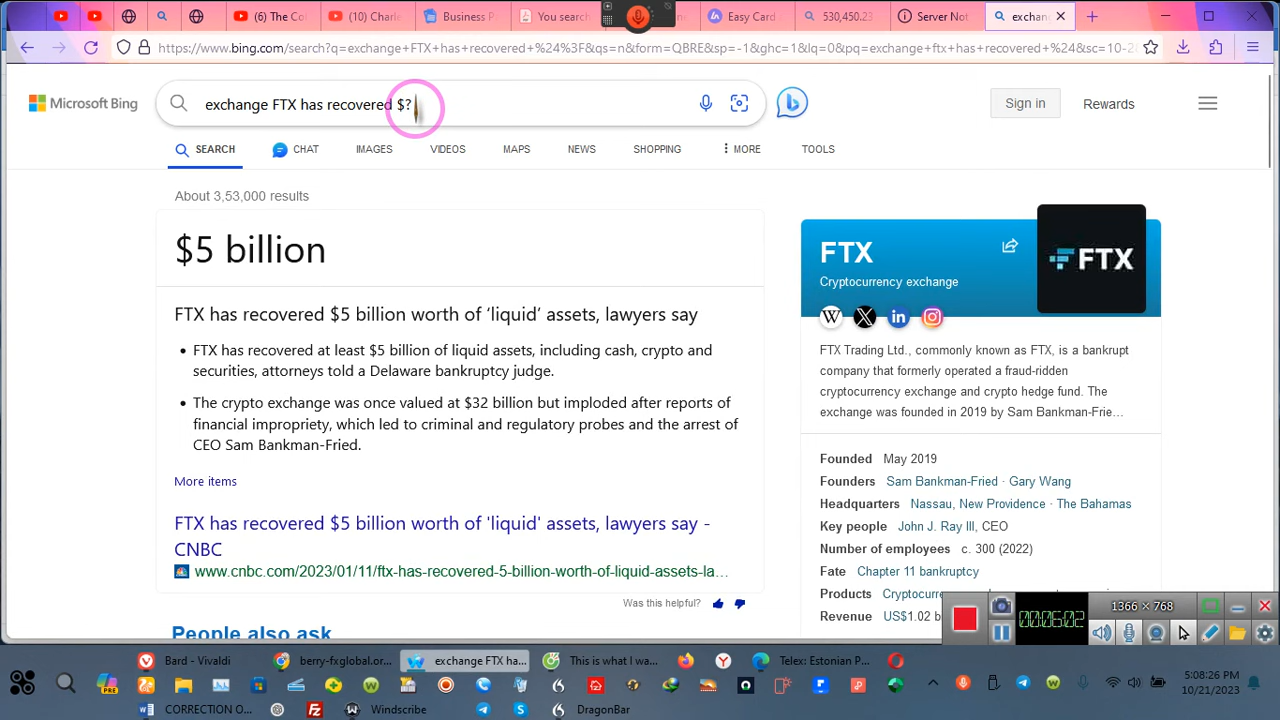 (6) The Co
(10) Charle
Business P
You search
Easy Card
530,450.23
Server Not
exchan
https://www.bing.com/search?q=exchange+FTX+has+recovered+%24%3F&qs=n&form=QBRE&sp=-1&ghc=1&lq=0&pq=exchange+ftx+has+recovered+%24&sc=10-2
Microsoft Bing
exchange FTX has recovered $?
Sign in
Rewards
SEARCH
CHAT
IMAGES
VIDEOS
MAPS
NEWS
SHOPPING
MORE
TOOLS
About 3,53,000 results
$5 billion
FTX has recovered $5 billion worth of ‘liquid’ assets, lawyers say
• FTX has recovered at least $5 billion of liquid assets, including cash, crypto and
securities, attorneys told a Delaware bankruptcy judge.
• The crypto exchange was once valued at $32 billion but imploded after reports of
financial impropriety, which led to criminal and regulatory probes and the arrest of
CEO Sam Bankman-Fried.
More items
FTX has recovered $5 billion worth of 'liquid' assets, lawyers say -
CNBC
www.cnbc.com/2023/01/11/ftx-has-recovered-5-billion-worth-of-liquid-assets-la…
Was this helpful?
People also ask
FTX
Cryptocurrency exchange
FTX
W
X
in
FTX Trading Ltd., commonly known as FTX, is a bankrupt
company that formerly operated a fraud-ridden
cryptocurrency exchange and crypto hedge fund. The
exchange was founded in 2019 by Sam Bankman-Frie…
Founded May 2019
Founders Sam Bankman-Fried · Gary Wang
Headquarters Nassau, New Providence · The Bahamas
Key people John J. Ray III, CEO
Number of employees c. 300 (2022)
Fate Chapter 11 bankruptcy
Products Cryptocurre
Revenue US$1.02 b
00:06:02
1366 × 768
Bard - Vivaldi
berry-fxglobal.or...
exchange FTX ha...
This is what I wa...
Telex: Estonian P...
PRE
5:08:26 PM
10/21/2023
CORRECTION O...
Windscribe
DragonBar